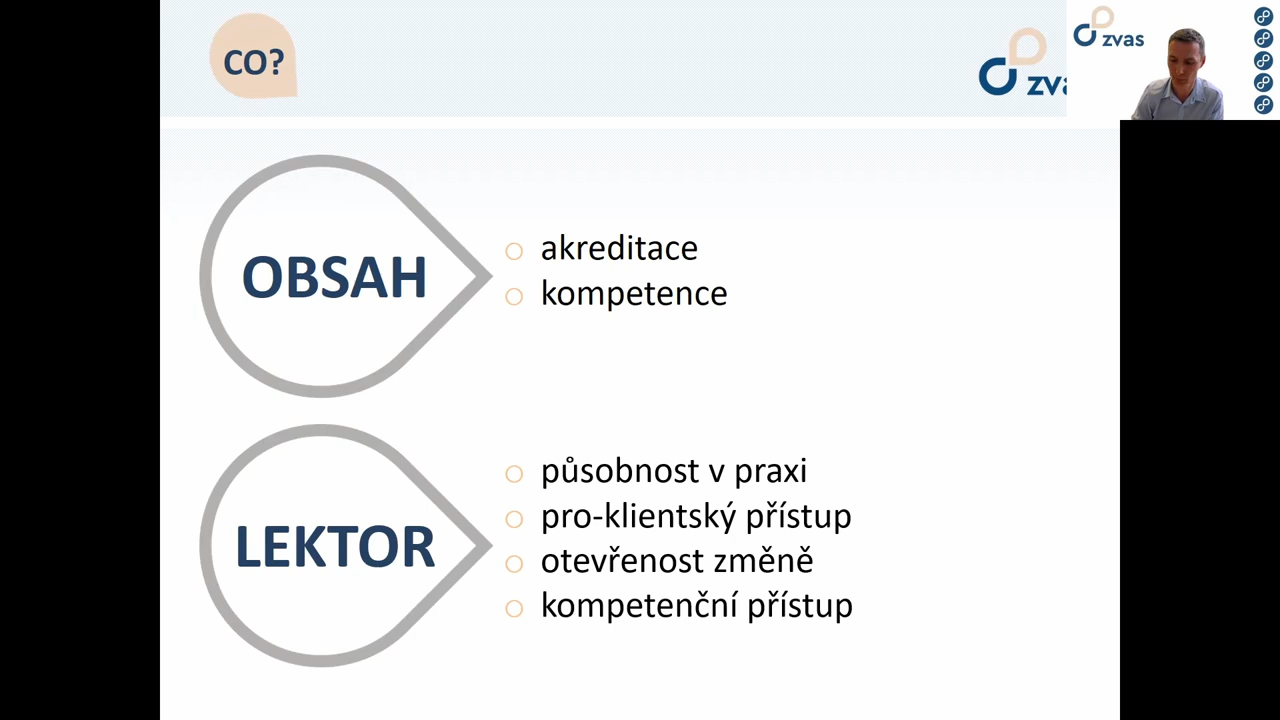 CO?
zvas
OBSAH
akreditace
kompetence
LEKTOR
působnost v praxi
pro-klientský přístup
otevřenost změně
kompetenční přístup